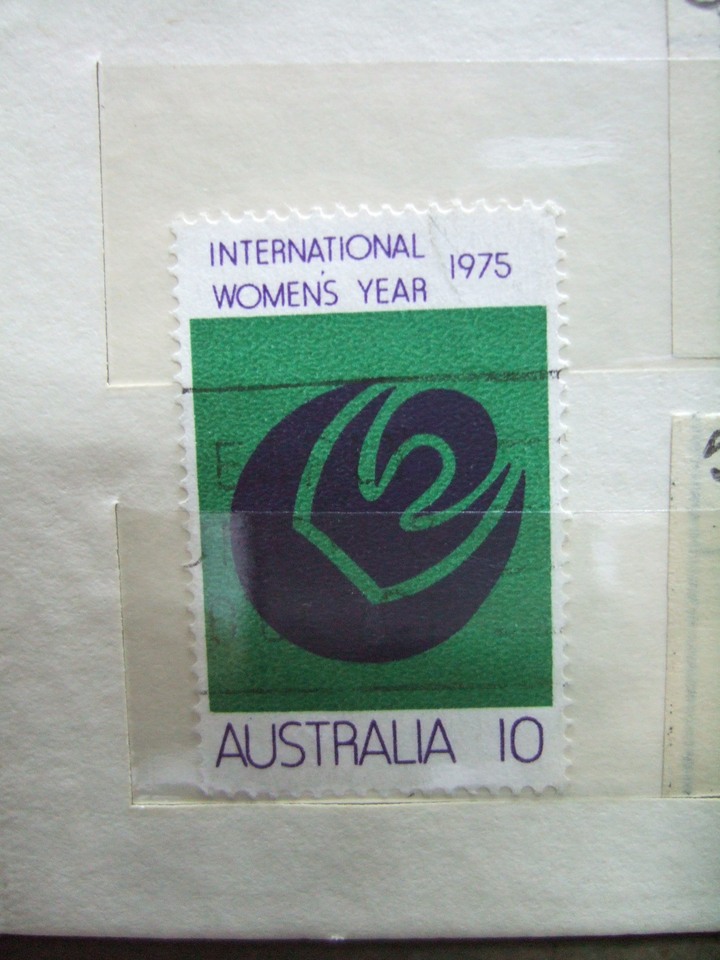 INTERNATIONAL
WOMEN'S YEAR 1975
AUSTRALIA 10